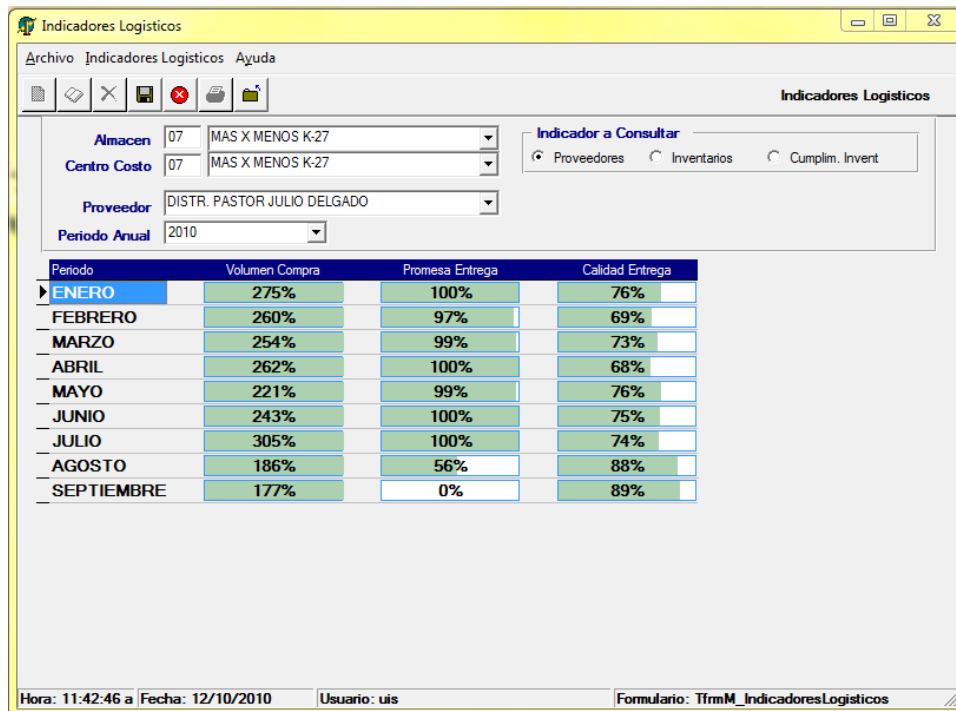 Indicadores Logisticos
Archivo Indicadores Logisticos Ayuda
Indicadores Logisticos
Almacen 07 MAS X MENOS K-27
Centro Costo 07 MAS X MENOS K-27
Indicador a Consultar
Proveedores Inventarios Cumplim. Invent
Proveedor DISTR. PASTOR JULIO DELGADO
Periodo Anual 2010
Periodo Volumen Compra Promesa Entrega Calidad Entrega
ENERO 275% 100% 76%
FEBRERO 260% 97% 69%
MARZO 254% 99% 73%
ABRIL 262% 100% 68%
MAYO 221% 99% 76%
JUNIO 243% 100% 75%
JULIO 305% 100% 74%
AGOSTO 186% 56% 88%
SEPTIEMBRE 177% 0% 89%
Hora: 11:42:46 a Fecha: 12/10/2010 Usuario: uis Formulario: TfrmM_IndicadoresLogisticos